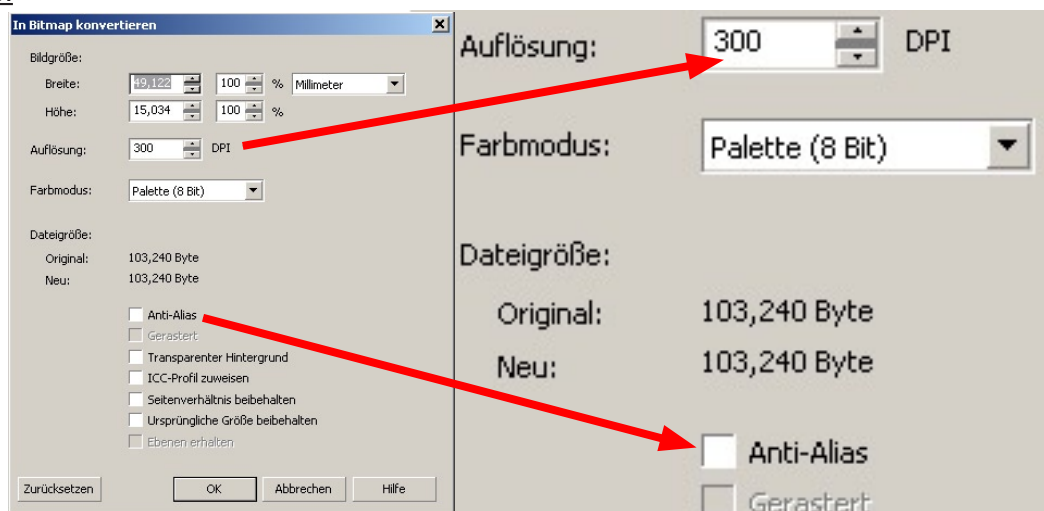 In Bitmap konvertieren
Bildgröße:
Breite: 49,122 100 % Millimeter
Höhe: 15,034 100 %
Auflösung: 300 DPI
Farbmodus: Palette (8 Bit)
Dateigröße:
Original: 103,240 Byte
Neu: 103,240 Byte
Anti-Alias
Gerastert
Transparenter Hintergrund
ICC-Profil zuweisen
Seitenverhältnis beibehalten
Ursprüngliche Größe beibehalten
Ebenen erhalten
Zurücksetzen OK Abbrechen Hilfe
Auflösung: 300 DPI
Farbmodus: Palette (8 Bit)
Dateigröße:
Original: 103,240 Byte
Neu: 103,240 Byte
Anti-Alias
Gerastert